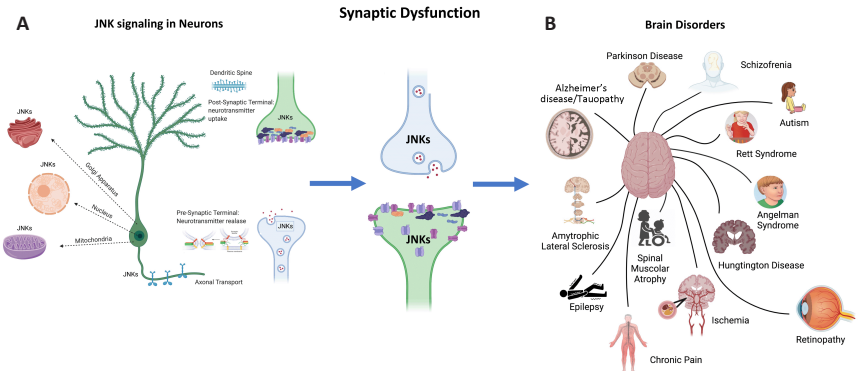 Synaptic Dysfunction
A
JNK signaling in Neurons
Dendritic Spine
Post-Synaptic Terminal:
neurotransmitter
uptake
JNKs
JNKs
Golgi Apparatus
JNKs
Nucleus
JNKs
Mitochondria
Pre-Synaptic Terminal:
Neurotransmitter realase
JNKs
JNKs
Axonal Transport
JNKs
JNKs
B
Brain Disorders
Parkinson Disease
Schizofrenia
Alzheimer's
disease/Tauopathy
Autism
Rett Syndrome
Angelman
Syndrome
Amytrophic
Lateral Sclerosis
Spinal
Muscular
Atrophy
Hungtington Disease
Epilepsy
Ischemia
Retinopathy
Chronic Pain